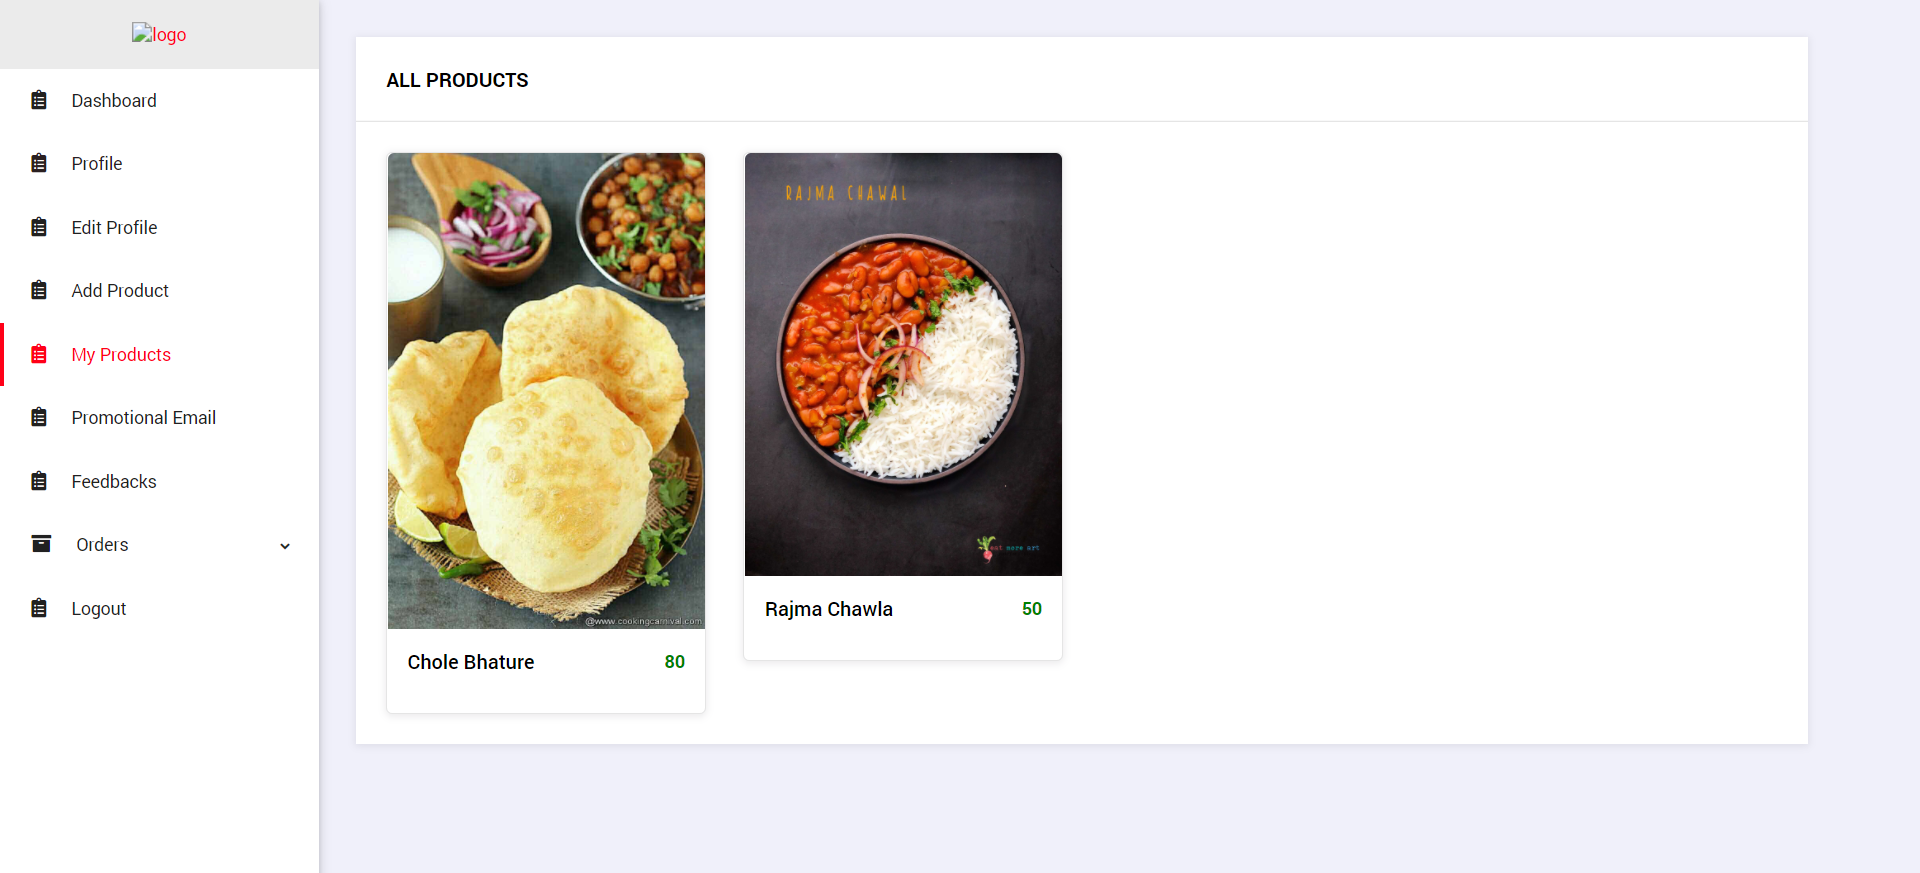 logo
Dashboard
Profile
Edit Profile
Add Product
My Products
Promotional Email
Feedbacks
Orders
Logout
ALL PRODUCTS
@www.cookingcarnival.com
Chole Bhature 80
RAJMA CHAWAL
eat more art
Rajma Chawla 50